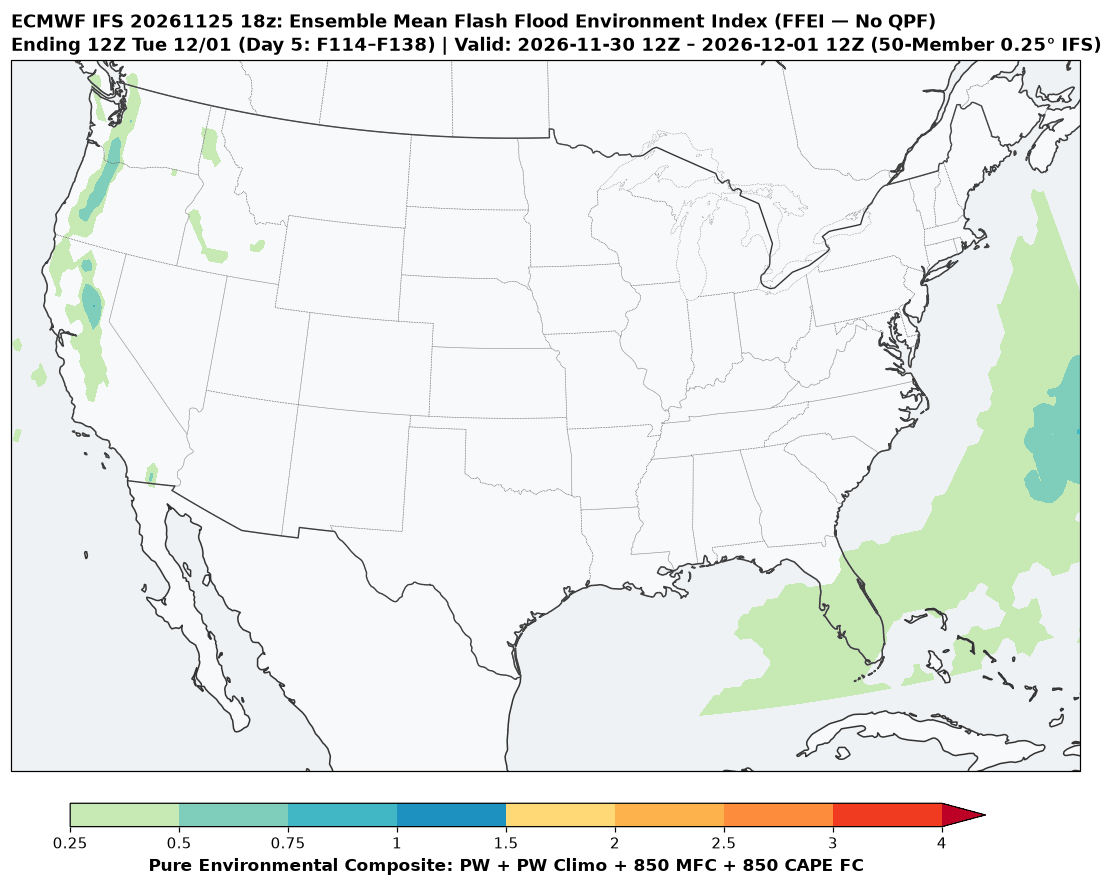 ECMWF IFS 20261125 18z: Ensemble Mean Flash Flood Environment Index (FFEI — No QPF)
Ending 12Z Tue 12/01 (Day 5: F114–F138) | Valid: 2026-11-30 12Z – 2026-12-01 12Z (50-Member 0.25° IFS)
0.25 0.5 0.75 1 1.5 2 2.5 3 4
Pure Environmental Composite: PW + PW Climo + 850 MFC + 850 CAPE FC